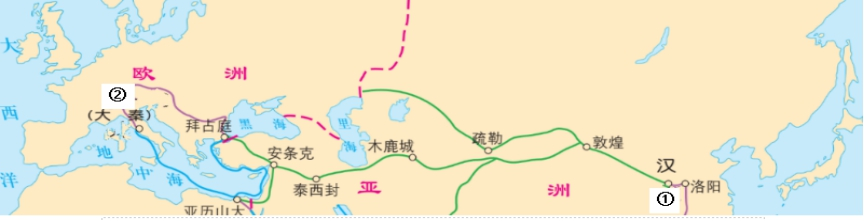 大
西
洋
欧 洲
②
(大 秦)
地
中 海
拜占庭
黑 海
里
海
安条克
泰西封
木鹿城
亚 洲
疏勒
敦煌
汉
洛阳
①
亚历山大